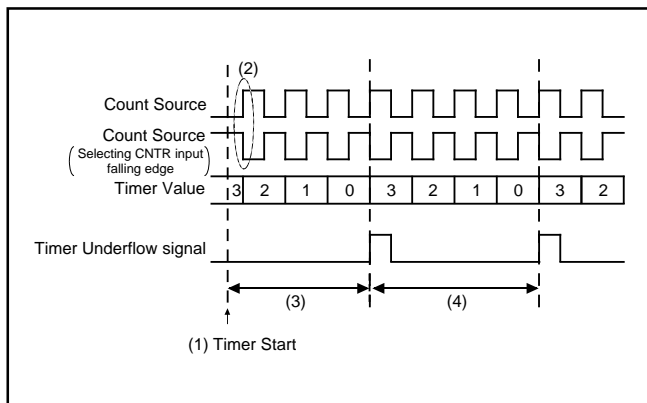 (2)
Count Source
Count Source
(Selecting CNTR input
falling edge)
Timer Value 3 2 1 0 3 2 1 0 3 2
Timer Underflow signal
(3) (4)
(1) Timer Start